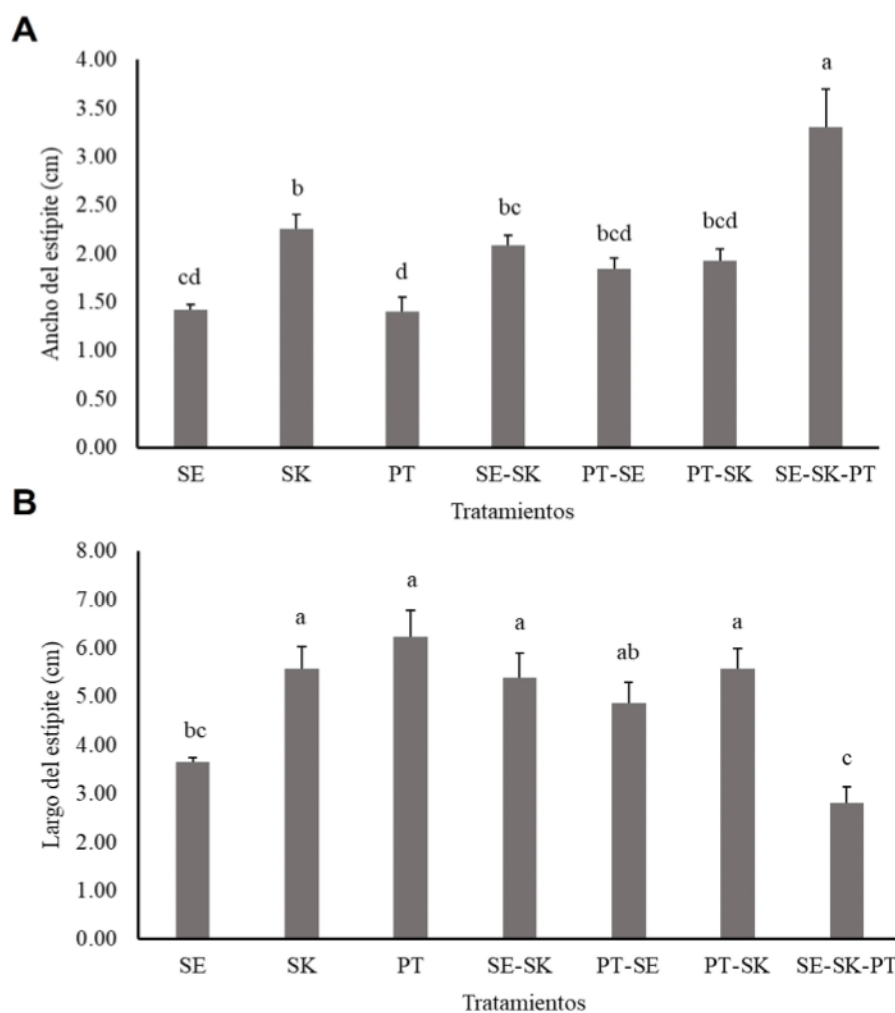 A
Ancho del estípite (cm)
4.00
3.50
3.00
2.50
2.00
1.50
1.00
0.50
0.00
cd
b
d
bc
bcd
bcd
a
SE
SK
PT
SE-SK
PT-SE
PT-SK
SE-SK-PT
Tratamientos
B
Largo del estípite (cm)
8.00
7.00
6.00
5.00
4.00
3.00
2.00
1.00
0.00
bc
a
a
a
ab
a
c
SE
SK
PT
SE-SK
PT-SE
PT-SK
SE-SK-PT
Tratamientos